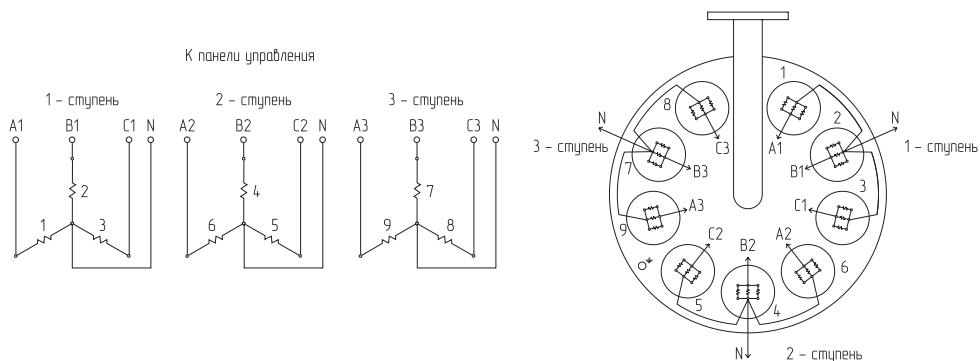 К панели управления
1 – ступень
2 – ступень
3 – ступень
A1 B1 C1 N
A2 B2 C2 N
A3 B3 C3 N
2
1 3
4
6 5
7
9 8
1
8
2
N
N
A1
C3
3 – ступень
1 – ступень
7
B3
B1
3
A3
C1
9
C2
B2
A2
6
5
4
N
2 – ступень